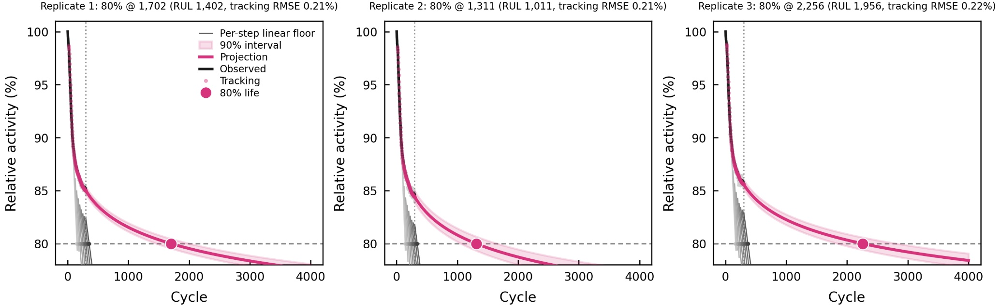 Replicate 1: 80% @ 1,702 (RUL 1,402, tracking RMSE 0.21%)
Relative activity (%)
100
95
90
85
80
Per-step linear floor
90% interval
Projection
Observed
Tracking
80% life
0 1000 2000 3000 4000
Cycle
Replicate 2: 80% @ 1,311 (RUL 1,011, tracking RMSE 0.21%)
Relative activity (%)
100
95
90
85
80
0 1000 2000 3000 4000
Cycle
Replicate 3: 80% @ 2,256 (RUL 1,956, tracking RMSE 0.22%)
Relative activity (%)
100
95
90
85
80
0 1000 2000 3000 4000
Cycle